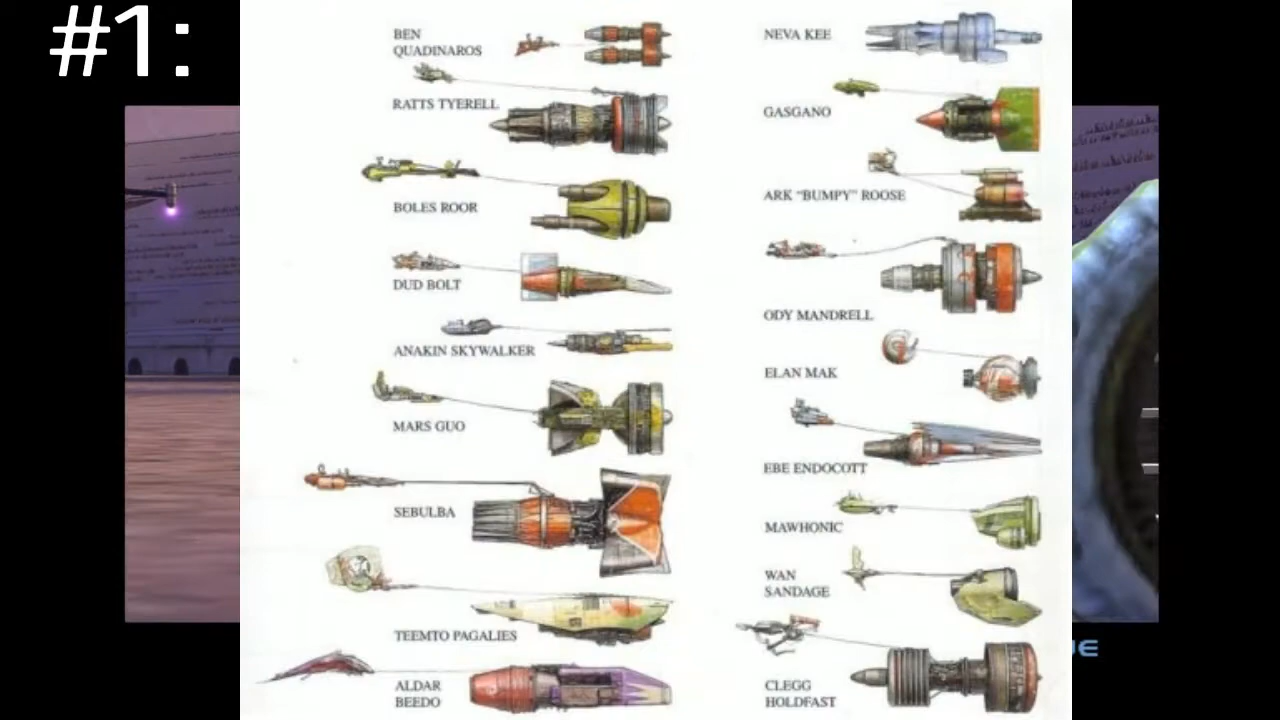 #1:
BEN
QUADINAROS
RATTS TYERELL
BOLES ROOR
DUD BOLT
ANAKIN SKYWALKER
MARS GUO
SEBULBA
TEEMTO PAGALIES
ALDAR
BEEDO
NEVA KEE
GASGANO
ARK "BUMPY" ROOSE
ODY MANDRELL
ELAN MAK
EBE ENDOCOTT
MAWHONIC
WAN
SANDAGE
CLEGG
HOLDFAST